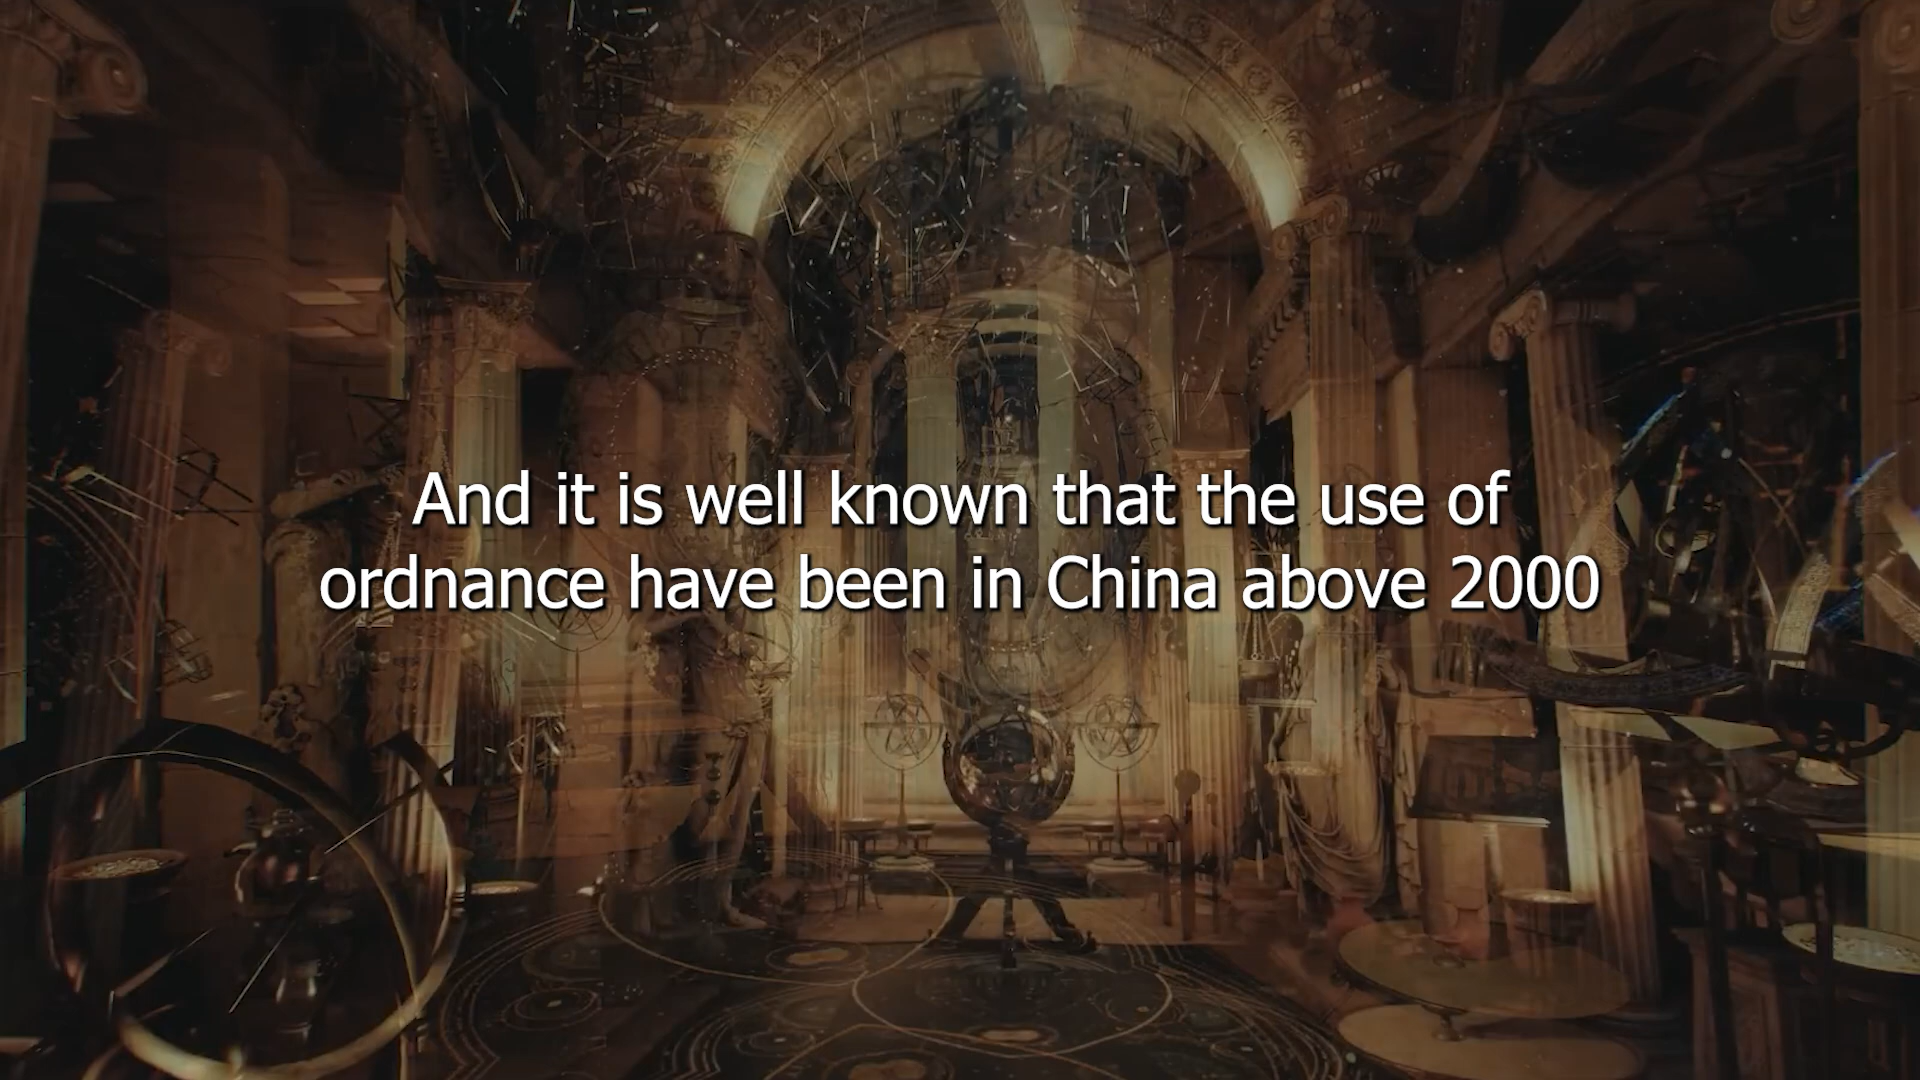 And it is well known that the use of
ordnance have been in China above 2000